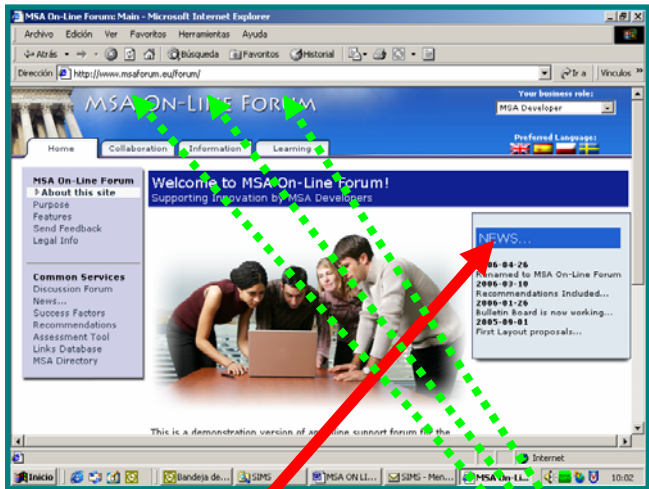 MSA On-Line Forum: Main - Microsoft Internet Explorer
Archivo Edición Ver Favoritos Herramientas Ayuda
Atrás Búsqueda Favoritos Historial
Dirección http://www.msaforum.eu/forum/ Ir a Vínculos »
MSA ON-LINE FORUM
Your business role:
MSA Developer
Preferred Language:
Home Collaboration Information Learning
MSA On-Line Forum
About this site
Purpose
Features
Send Feedback
Legal Info
Common Services
Discussion Forum
News...
Success Factors
Recommendations
Assessment Tool
Links Database
MSA Directory
Welcome to MSA On-Line Forum!
Supporting Innovation by MSA Developers
NEWS...
2006-04-26
Renamed to MSA On-Line Forum
2006-03-10
Recommendations Included...
2006-01-26
Bulletin Board is now working...
2005-09-01
First Layout proposals...
This is a demonstration version of an on-line support forum for the
Internet
Inicio Bandeja de... SIMS MSA ON LI... SIMS - Men... MSA On-Li... 10:02